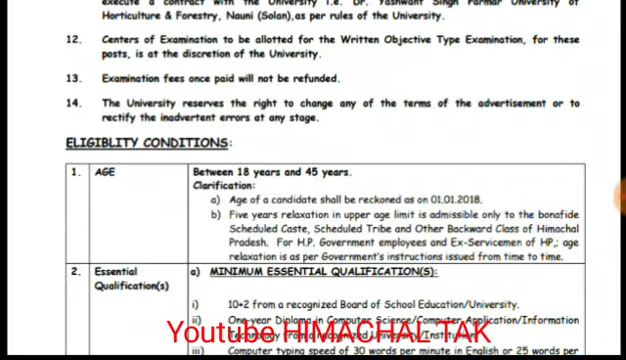 execute a contract with the University i.e. Dr. Yashwant Singh Parmar University of
Horticulture & Forestry, Nauni (Solan),as per rules of the University.
12. Centers of Examination to be allotted for the Written Objective Type Examination, for these
posts, is at the discretion of the University.
13. Examination fees once paid will not be refunded.
14. The University reserves the right to change any of the terms of the advertisement or to
rectify the inadvertent errors at any stage.
ELIGIBLITY CONDITIONS:
1. AGE Between 18 years and 45 years.
Clarification:
a) Age of a candidate shall be reckoned as on 01.01.2018.
b) Five years relaxation in upper age limit is admissible only to the bonafide
Scheduled Caste, Scheduled Tribe and Other Backward Class of Himachal
Pradesh. For H.P. Government employees and Ex-Servicemen of HP,; age
relaxation is as per Government's instructions issued from time to time.
2. Essential a) MINIMUM ESSENTIAL QUALIFICATION(S):
Qualification(s)
i) 10+2 from a recognized Board of School Education/University.
ii) One-year Diploma in Computer Science/Computer Application/Information
Technology from a recognized University/Institution.
Youtube HIMACHAL TAK
iii) Computer typing speed of 30 words per minute in English or 25 words per